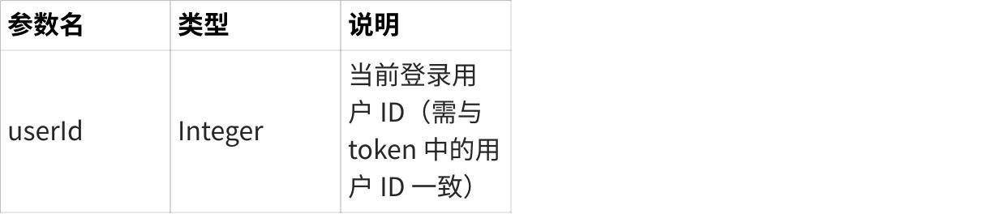 参数名 类型 说明
当前登录用
户 ID（需与
userId Integer
token 中的用
户 ID 一致）